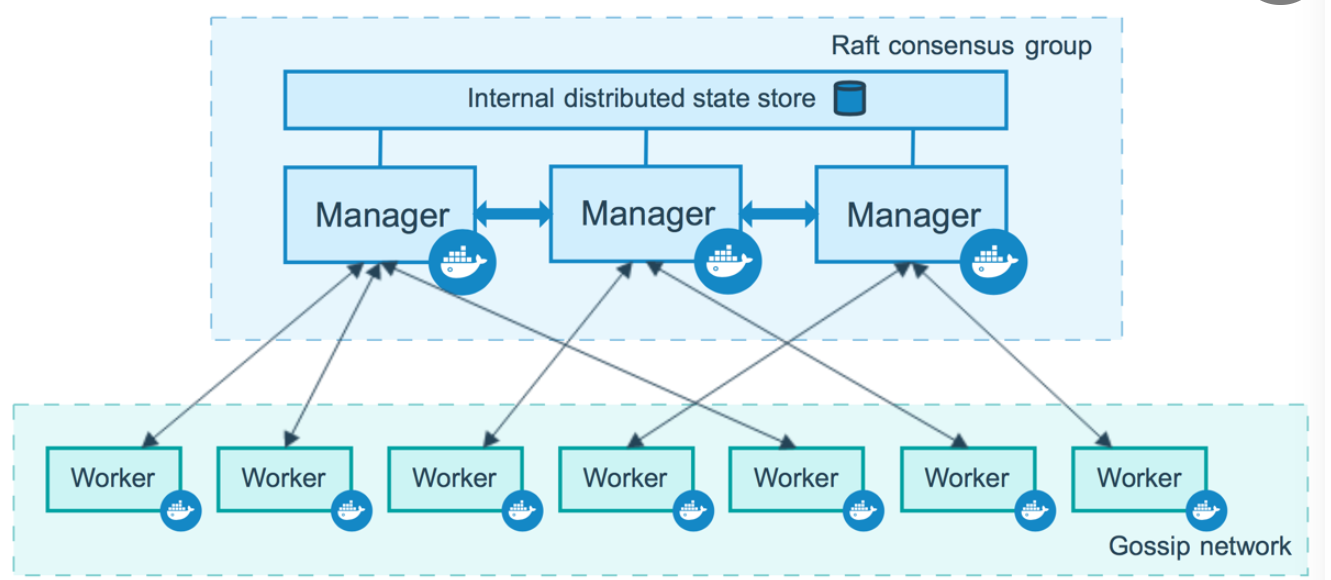 Raft consensus group
Internal distributed state store
Manager
Manager
Manager
Worker
Worker
Worker
Worker
Worker
Worker
Worker
Gossip network